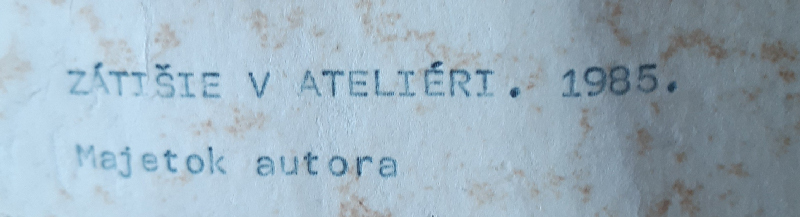 ZÁTIŠIE V ATELIÉRI. 1985.
Majetok autora